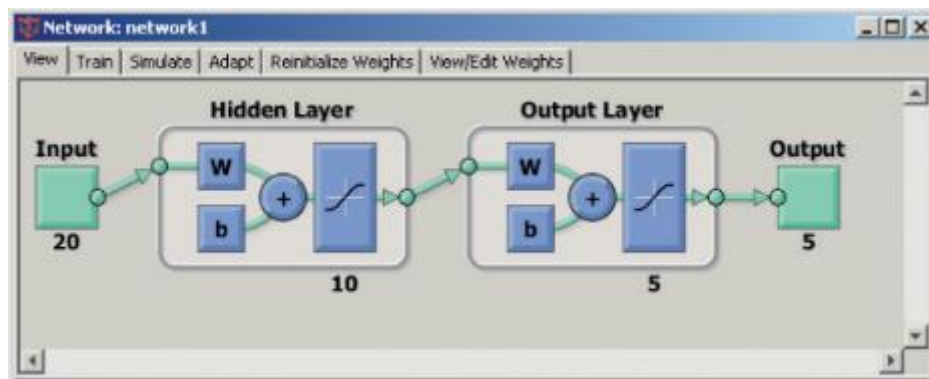 Network: network1
View Train Simulate Adapt Reinitialize Weights View/Edit Weights
Hidden Layer Output Layer
Input Output
W W
+ +
b b
20 5
10 5